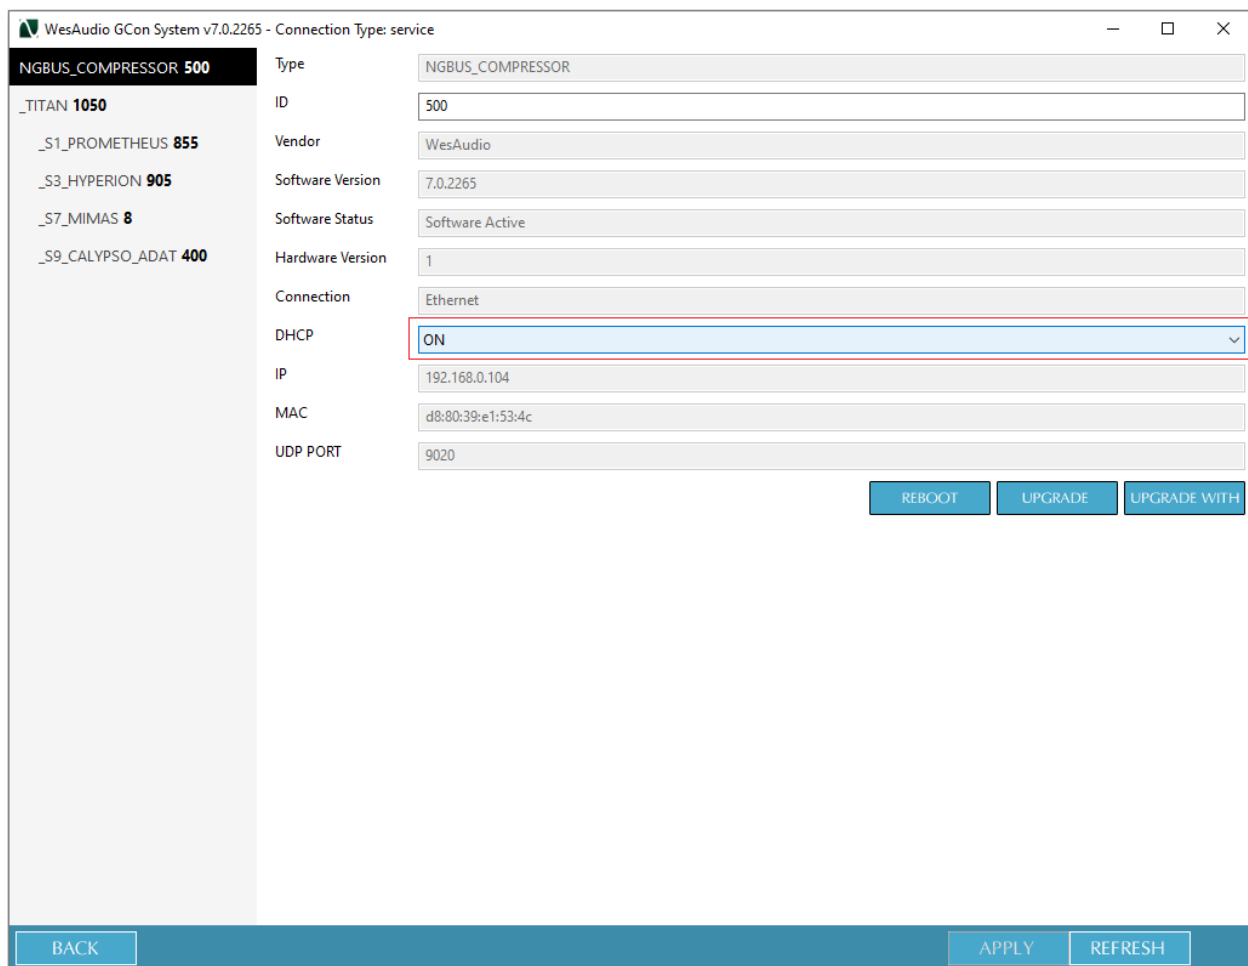 WesAudio GCon System v7.0.2265 - Connection Type: service
NGBUS_COMPRESSOR 500
_TITAN 1050
_S1_PROMETHEUS 855
_S3_HYPERION 905
_S7_MIMAS 8
_S9_CALYPSO_ADAT 400
Type NGBUS_COMPRESSOR
ID 500
Vendor WesAudio
Software Version 7.0.2265
Software Status Software Active
Hardware Version 1
Connection Ethernet
DHCP ON
IP 192.168.0.104
MAC d8:80:39:e1:53:4c
UDP PORT 9020
REBOOT UPGRADE UPGRADE WITH
BACK APPLY REFRESH